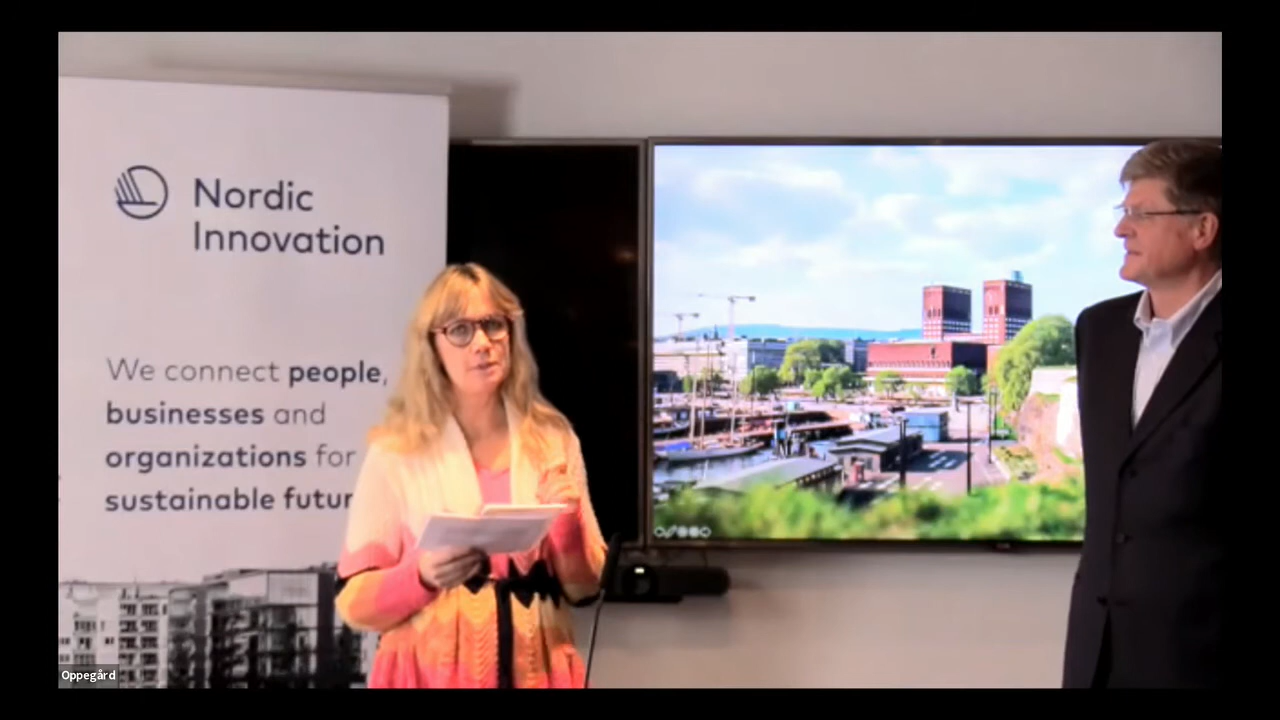 Nordic
Innovation
We connect people,
businesses and
organizations for
sustainable futur
Oppegård